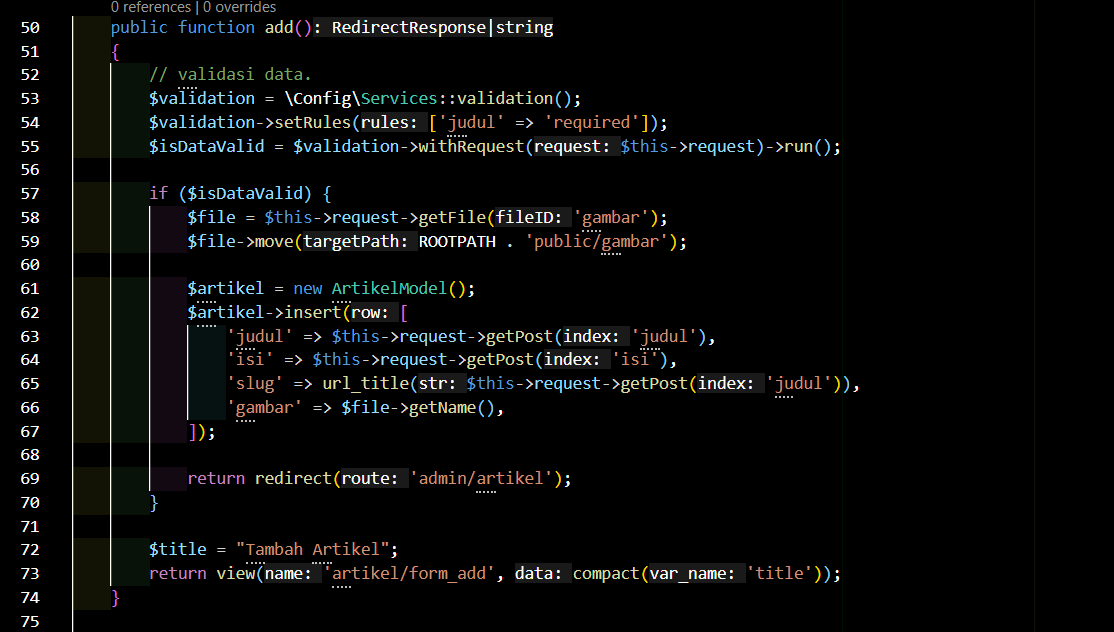 0 references | 0 overrides
50 public function add(): RedirectResponse|string
51 {
52 // validasi data.
53 $validation = \Config\Services::validation();
54 $validation->setRules(rules: ['judul' => 'required']);
55 $isDataValid = $validation->withRequest(request: $this->request)->run();
56
57 if ($isDataValid) {
58 $file = $this->request->getFile(fileID: 'gambar');
59 $file->move(targetPath: ROOTPATH . 'public/gambar');
60
61 $artikel = new ArtikelModel();
62 $artikel->insert(row: [
63 'judul' => $this->request->getPost(index: 'judul'),
64 'isi' => $this->request->getPost(index: 'isi'),
65 'slug' => url_title(str: $this->request->getPost(index: 'judul')),
66 'gambar' => $file->getName(),
67 ]);
68
69 return redirect(route: 'admin/artikel');
70 }
71
72 $title = "Tambah Artikel";
73 return view(name: 'artikel/form_add', data: compact(var_name: 'title'));
74 }
75